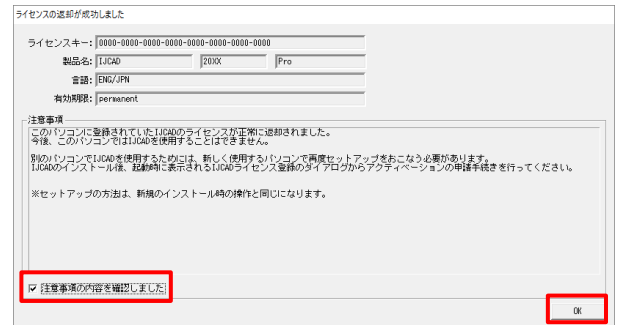 ライセンスの返却が成功しました
ライセンスキー: 0000-0000-0000-0000-0000-0000-0000-0000
製品名: IJCAD 20XX Pro
言語: ENG/JPN
有効期限: permanent
注意事項
このパソコンに登録されていたIJCADのライセンスが正常に返却されました。
今後、このパソコンではIJCADを使用することはできません。
別のパソコンでIJCADを使用するためには、新しく使用するパソコンで再度セットアップをおこなう必要があります。
IJCADのインストール後、起動時に表示されるIJCADライセンス登録のダイアログからアクティベーションの申請手続きを行ってください。
※セットアップの方法は、新規のインストール時の操作と同じになります。
注意事項の内容を確認しました
OK